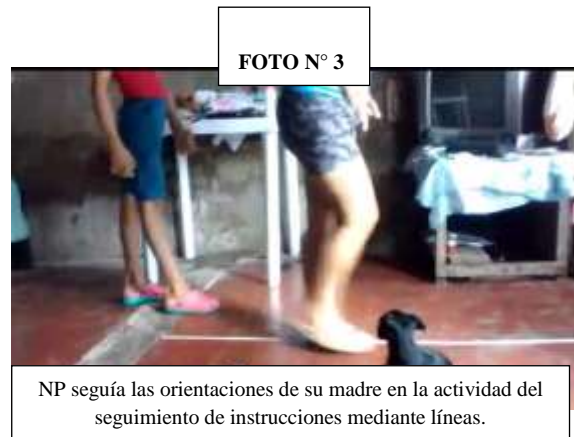 FOTO N° 3
NP seguía las orientaciones de su madre en la actividad del
seguimiento de instrucciones mediante líneas.